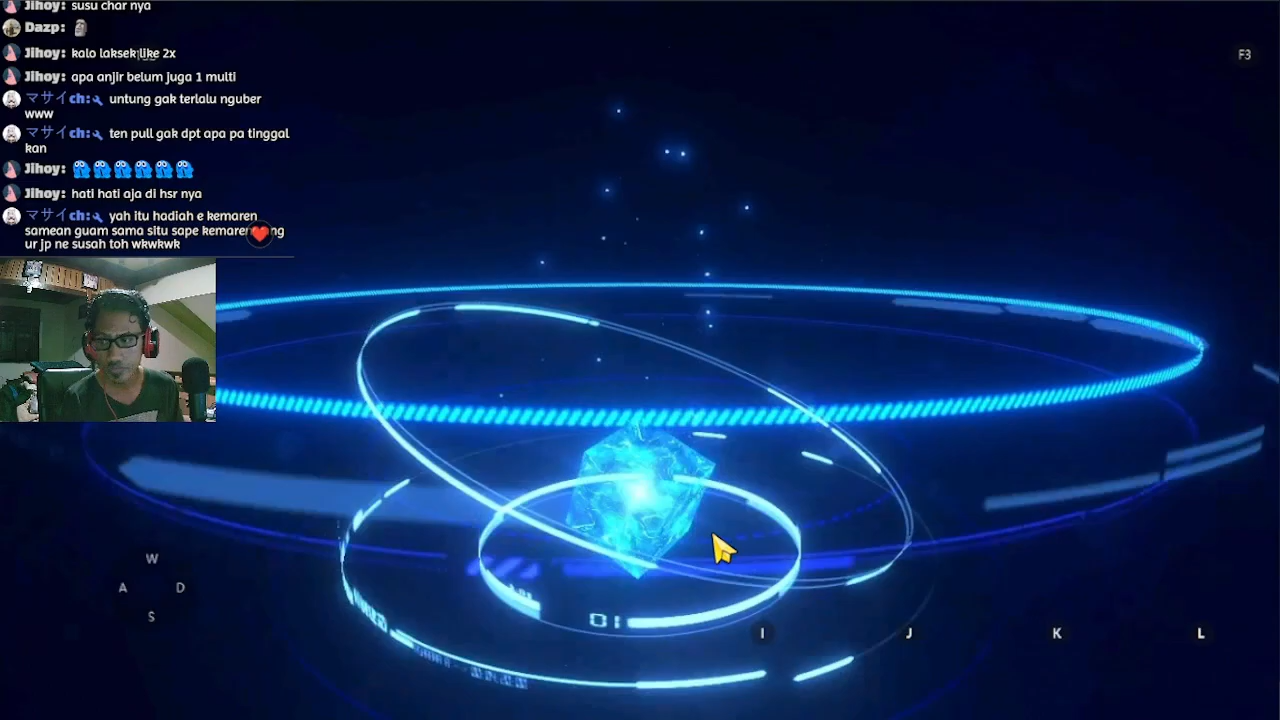 Jihoy: susu char nya
Dazp:
Jihoy: kalo laksek like 2x
Jihoy: apa anjir belum juga 1 multi
マサイch: untung gak terlalu nguber
www
マサイch: ten pull gak dpt apa pa tinggal
kan
Jihoy:
Jihoy: hati hati aja di hsr nya
マサイch: yah itu hadiah e kemaren
samean guam sama situ sape kemaren
ur jp ne susah toh wkwkwk
F3
W
A D
S
I J K L
01